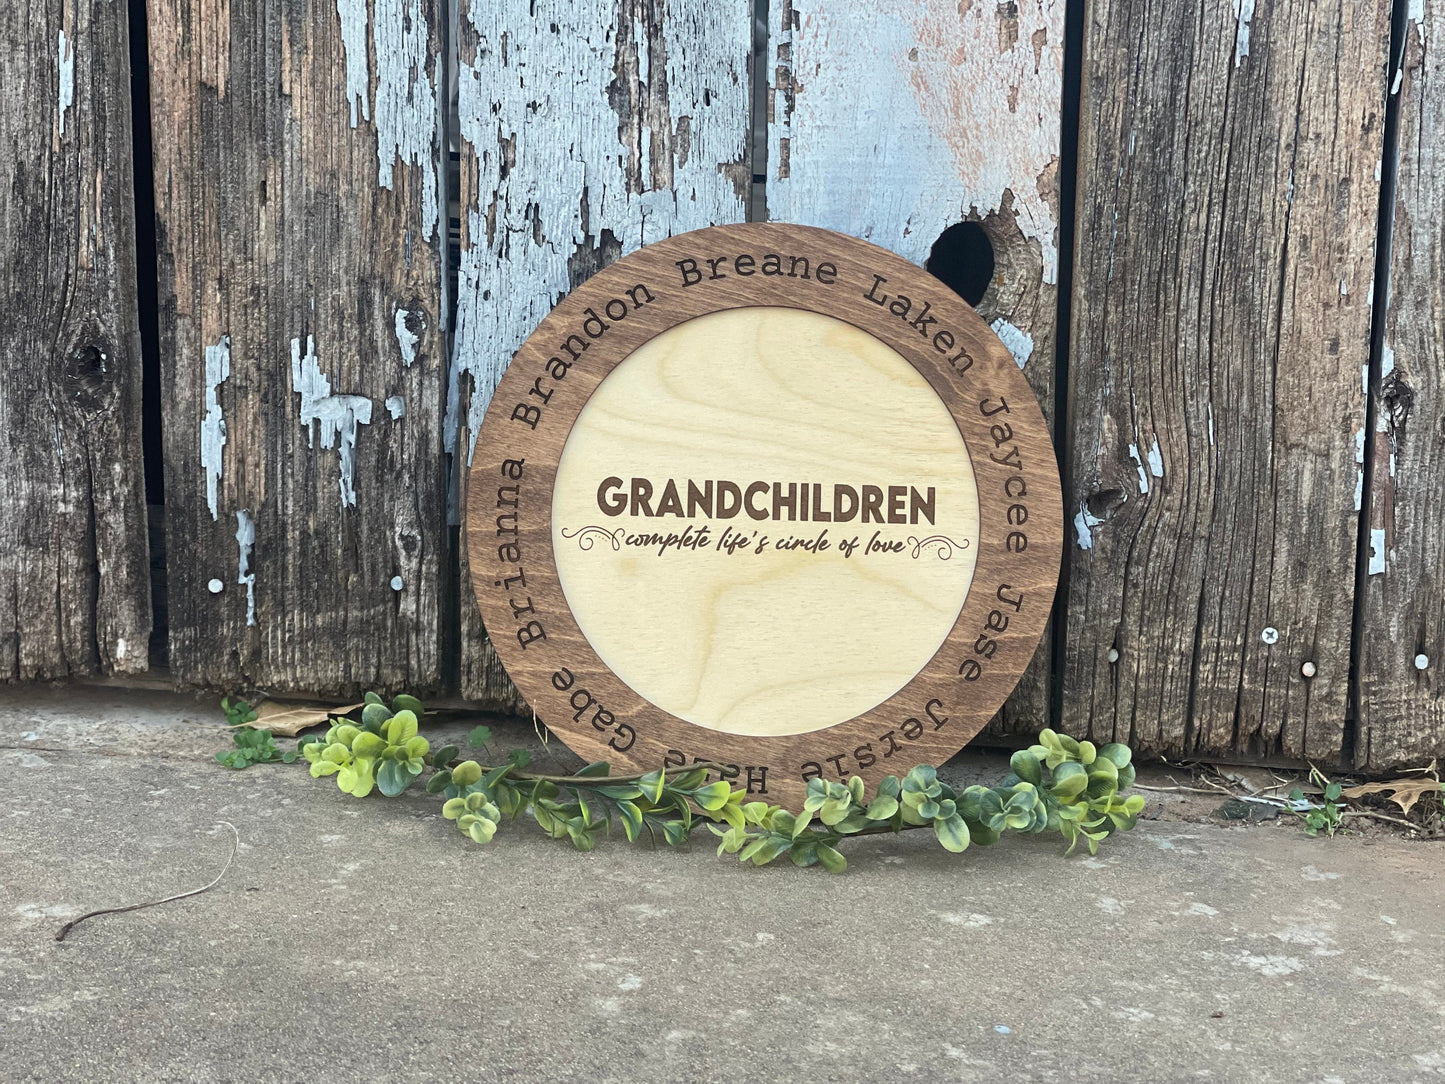 Brianna Brandon Breane Laken Jaycee Jase Jersie Gabe
GRANDCHILDREN
complete life's circle of love